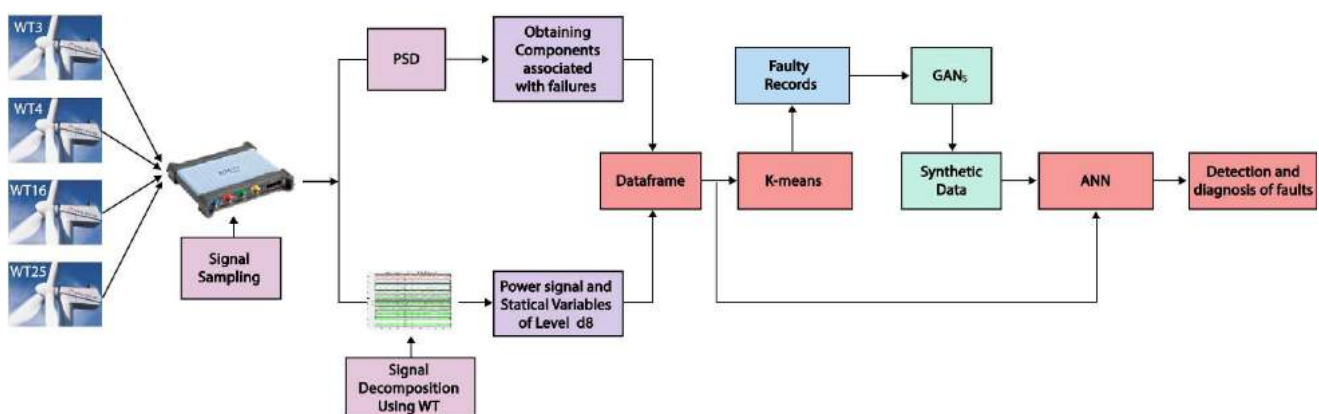 WT3
WT4
WT16
WT25
Signal
Sampling
PSD
Obtaining
Components
associated
with failures
Signal
Decomposition
Using WT
Power signal and
Statical Variables
of Level d8
Dataframe
K-means
Faulty
Records
GANs
Synthetic
Data
ANN
Detection and
diagnosis of faults